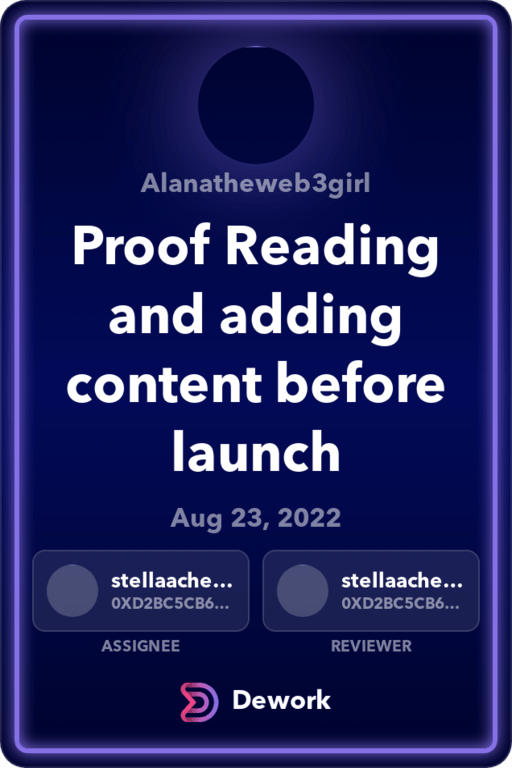 Alanatheweb3girl
Proof Reading
and adding
content before
launch
Aug 23, 2022
stellaache...
0XD2BC5CB6...
ASSIGNEE
stellaache...
0XD2BC5CB6...
REVIEWER
Dework